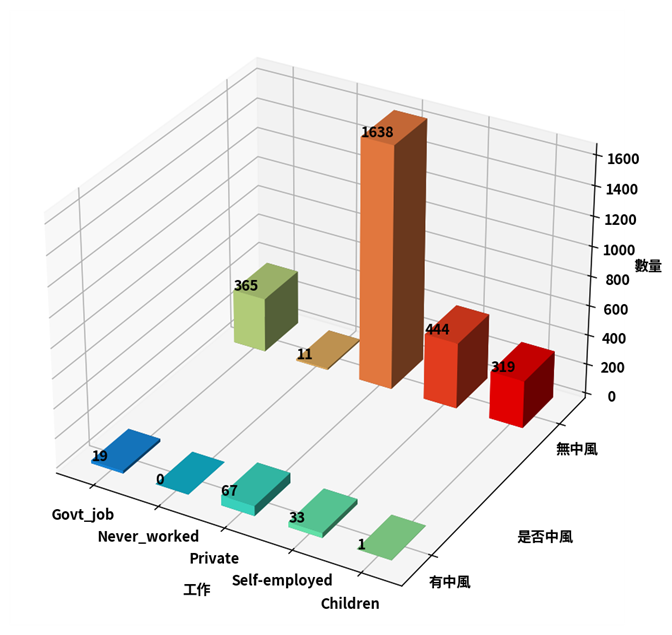 1638
1600
1400
1200
1000
數量
800
600
400
200
0
365
11
444
319
無中風
是否中風
有中風
19
0
67
33
1
Govt_job
Never_worked
Private
Self-employed
Children
工作